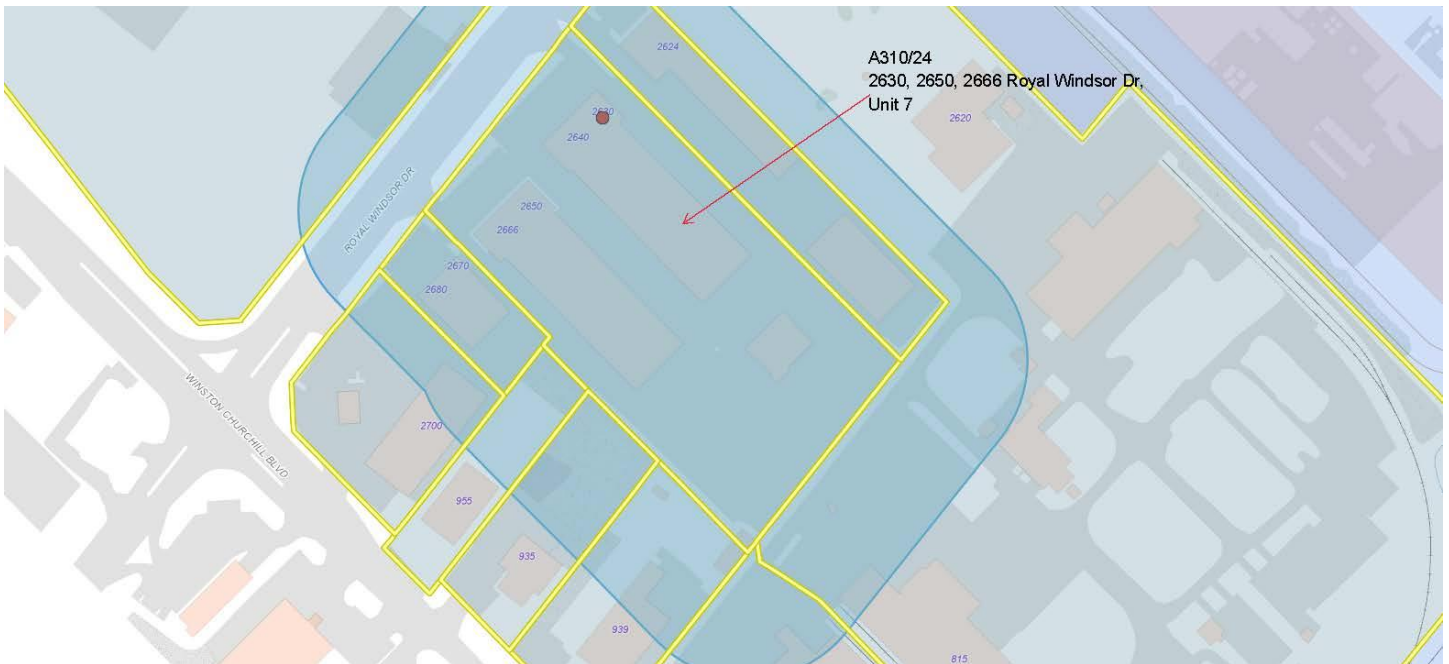 2624
A310/24
2630, 2650, 2666 Royal Windsor Dr,
Unit 7
2630
2640
2620
ROYAL WINDSOR DR
2650
2666
2670
2680
WINSTON CHURCHILL BLVD
2700
955
935
939
815